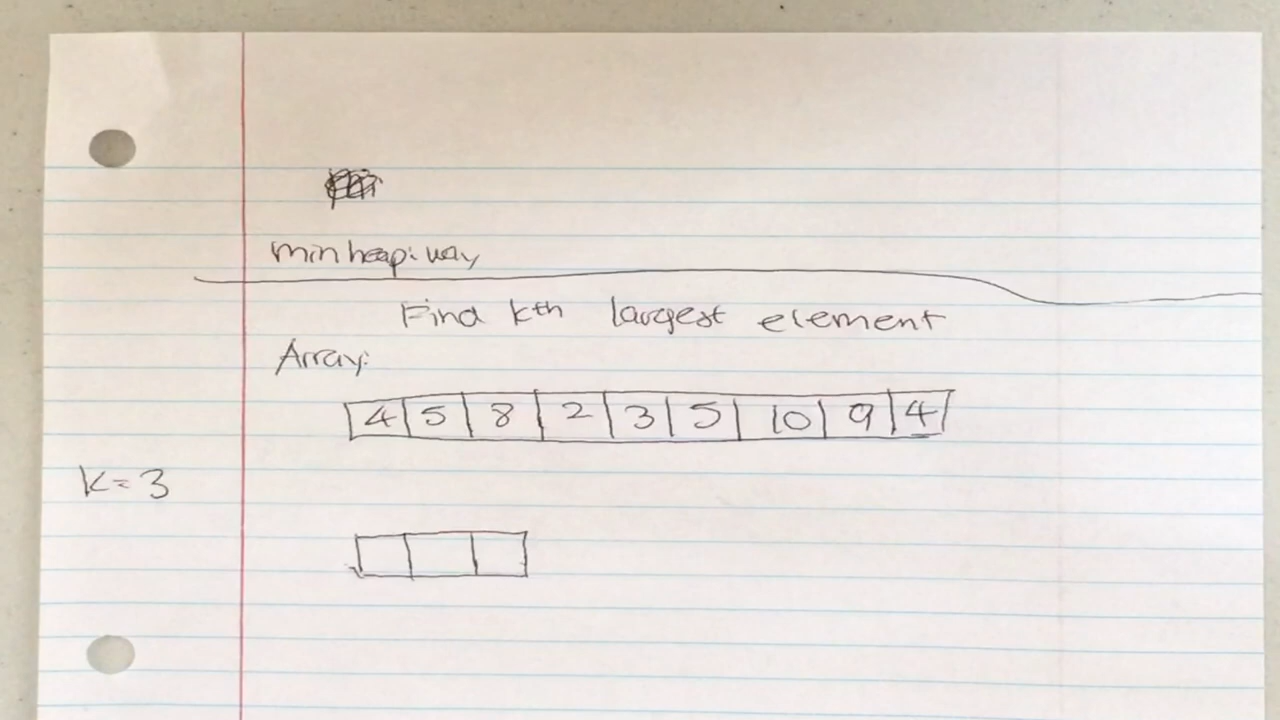 min heap: way
Find kth largest element
Array:
4 5 8 2 3 5 10 9 4
K = 3